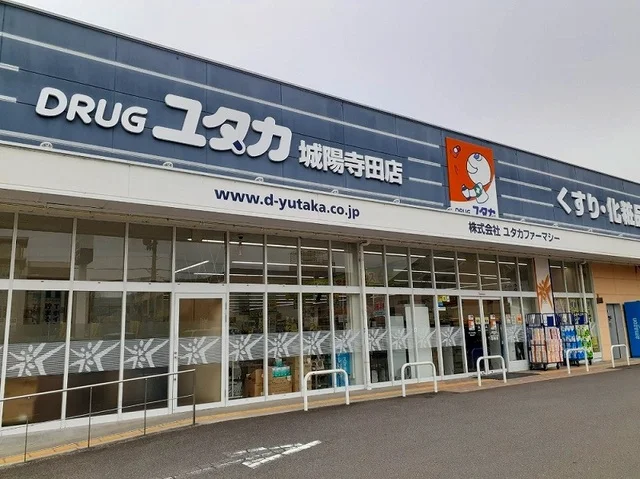 DRUG ユタカ 城陽寺田店
DRUG ユタカ
くすり・化粧品
www.d-yutaka.co.jp
株式会社 ユタカファーマシー
amazon